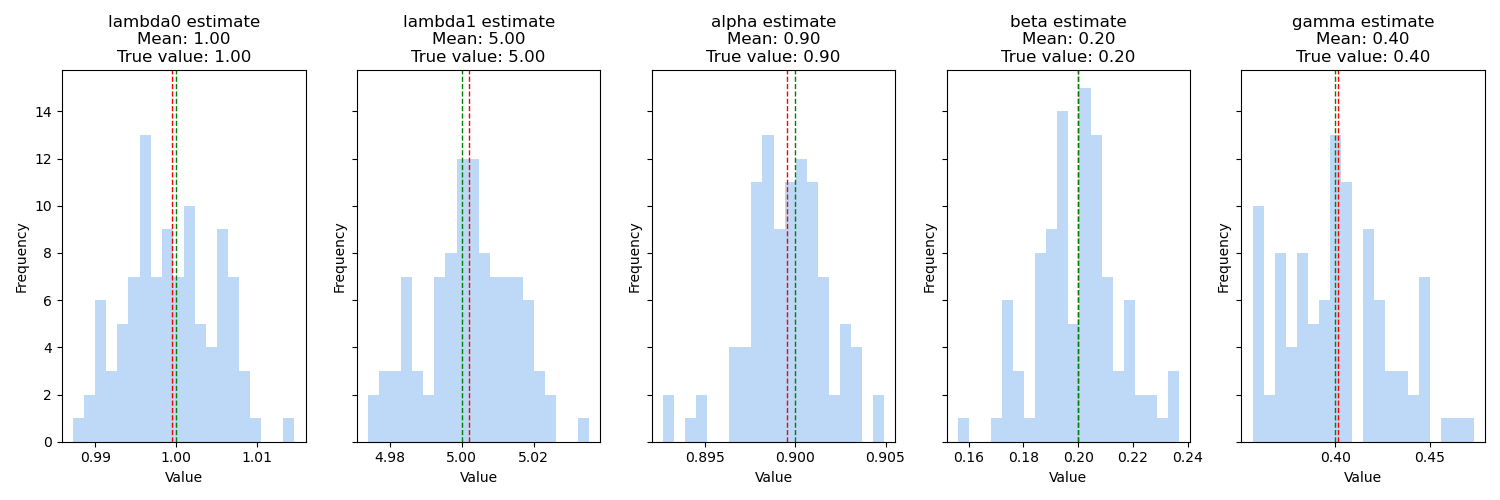 lambda0 estimate
Mean: 1.00
True value: 1.00
lambda1 estimate
Mean: 5.00
True value: 5.00
alpha estimate
Mean: 0.90
True value: 0.90
beta estimate
Mean: 0.20
True value: 0.20
gamma estimate
Mean: 0.40
True value: 0.40
14
12
10
8
6
4
2
0
Frequency
Frequency
Frequency
Frequency
Frequency
0.99 1.00 1.01
4.98 5.00 5.02
0.895 0.900 0.905
0.16 0.18 0.20 0.22 0.24
0.40 0.45
Value
Value
Value
Value
Value